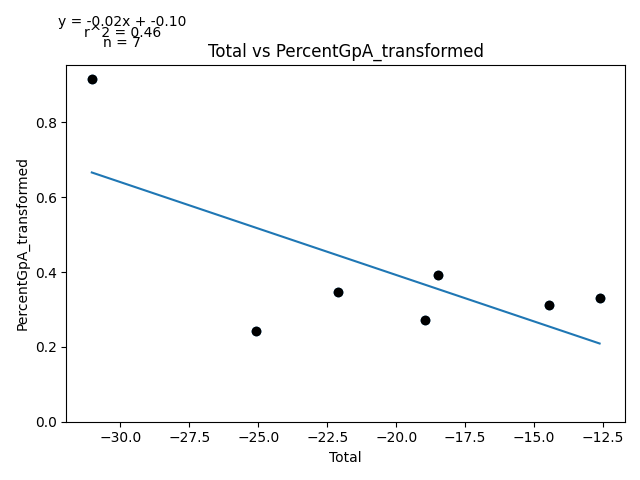 y = -0.02x + -0.10
r^2 = 0.46
n = 7
Total vs PercentGpA_transformed
PercentGpA_transformed
0.8
0.6
0.4
0.2
0.0
−30.0 −27.5 −25.0 −22.5 −20.0 −17.5 −15.0 −12.5
Total